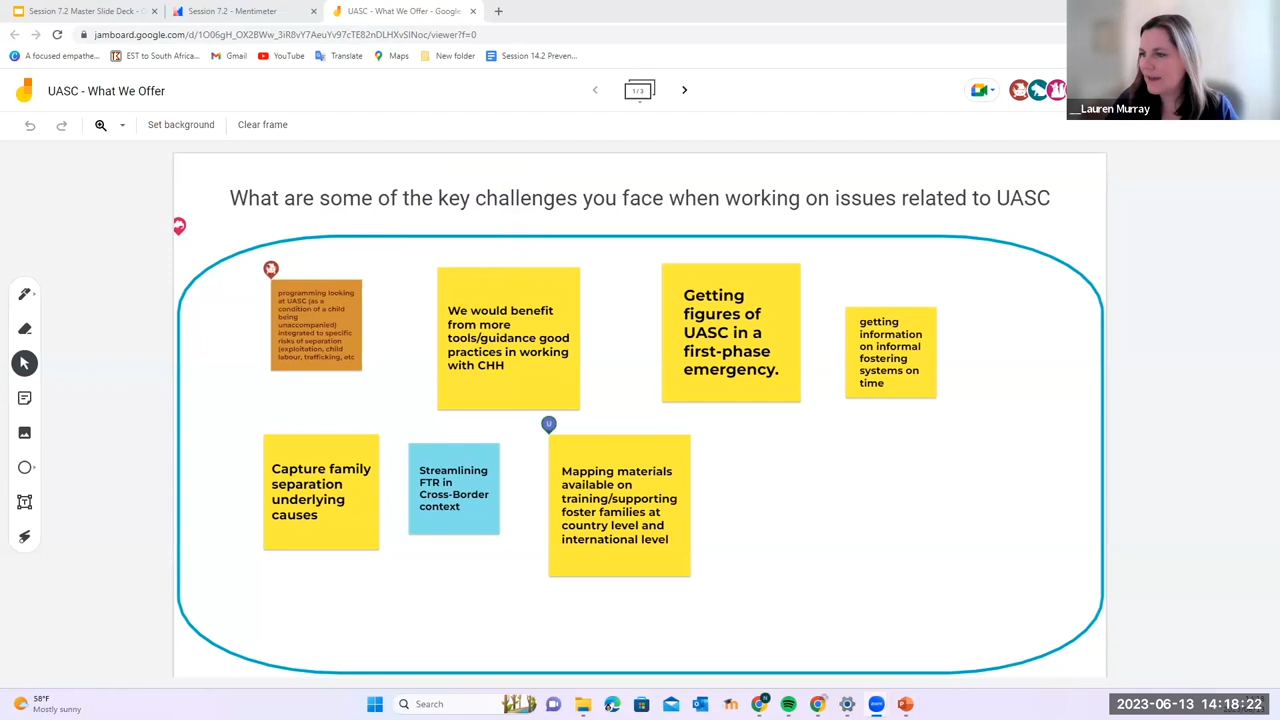 Session 7.2 Master Slide Deck - G
Session 7.2 - Mentimeter
UASC - What We Offer - Google
jamboard.google.com/d/1O06gH_OX2BWw_3iR8vY7AeuYv97cTE82nDLHXvSINoc/viewer?f=0
A focused empathe...
EST to South Africa...
Gmail
YouTube
Translate
Maps
New folder
Session 14.2 Preven...
UASC - What We Offer
1 / 3
Set background
Clear frame
__Lauren Murray
What are some of the key challenges you face when working on issues related to UASC
programming looking
at UASC (as a
condition of a child
being
unaccompanied)
integrated to specific
risks of separation
(exploitation, child
labour, trafficking, etc
We would benefit
from more
tools/guidance good
practices in working
with CHH
Getting
figures of
UASC in a
first-phase
emergency.
getting
information
on informal
fostering
systems on
time
Capture family
separation
underlying
causes
Streamlining
FTR in
Cross-Border
context
U
Mapping materials
available on
training/supporting
foster families at
country level and
international level
58°F
Mostly sunny
Search
2023-06-13 14:18:22